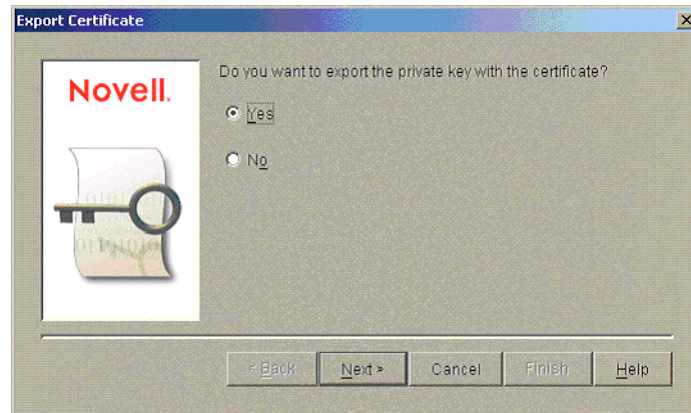 Export Certificate
Novell.
Do you want to export the private key with the certificate?
Yes
No
< Back
Next >
Cancel
Finish
Help